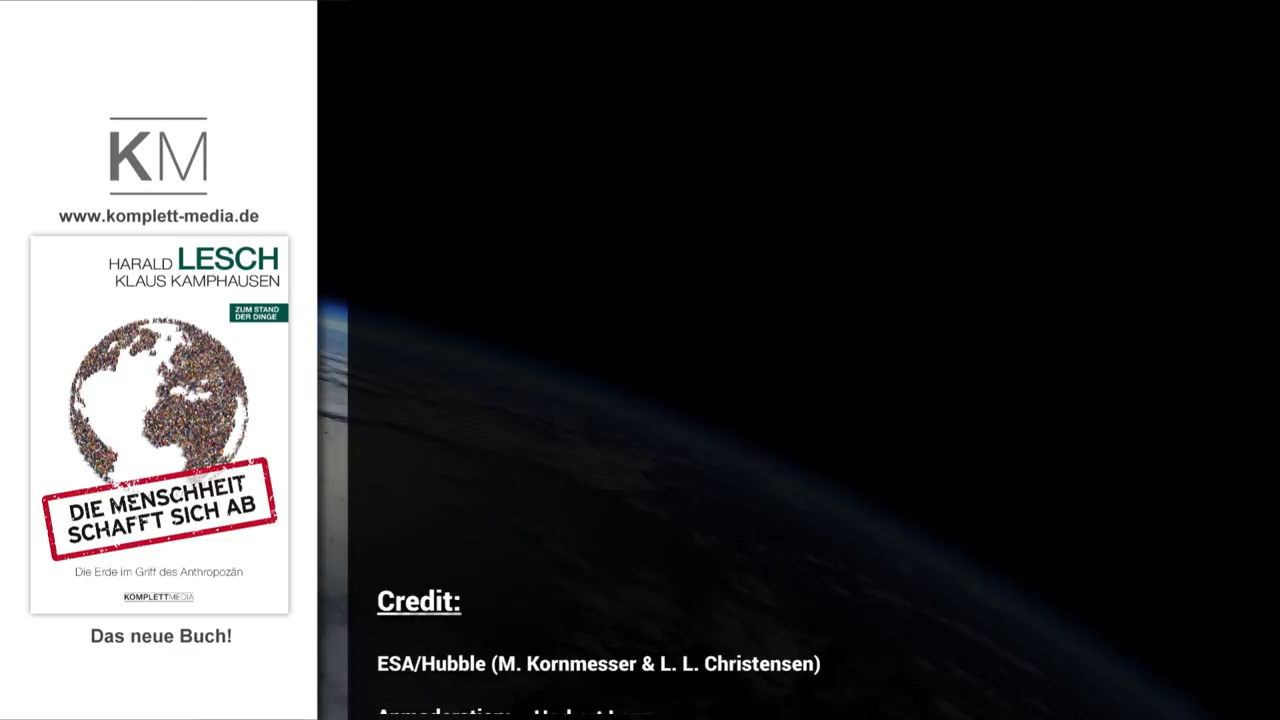 KM
www.komplett-media.de
HARALD LESCH
KLAUS KAMPHAUSEN
ZUM STAND
DER DINGE
DIE MENSCHHEIT
SCHAFFT SICH AB
Die Erde im Griff des Anthropozän
KOMPLETTMEDIA
Das neue Buch!
Credit:
ESA/Hubble (M. Kornmesser & L. L. Christensen)